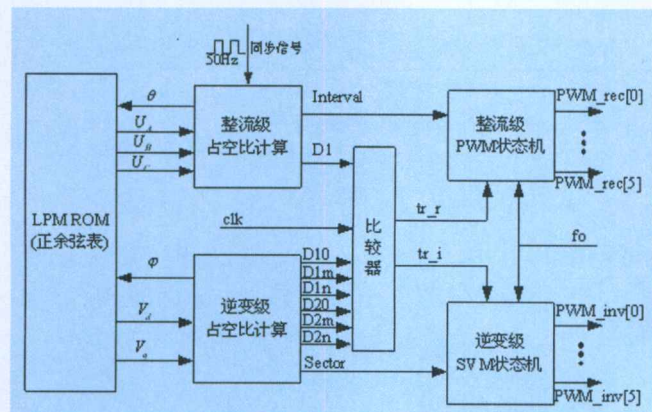 50Hz
同步信号
LPM ROM
(正余弦表)
θ
U_A
U_B
U_C
整流级
占空比计算
Interval
D1
clk
φ
V_d
V_q
逆变级
占空比计算
D10
D1m
D1n
D20
D2m
D2n
Sector
比
较
器
tr_r
tr_i
整流级
PWM状态机
PWM_rec[0]
PWM_rec[5]
fo
逆变级
SVM状态机
PWM_inv[0]
PWM_inv[5]